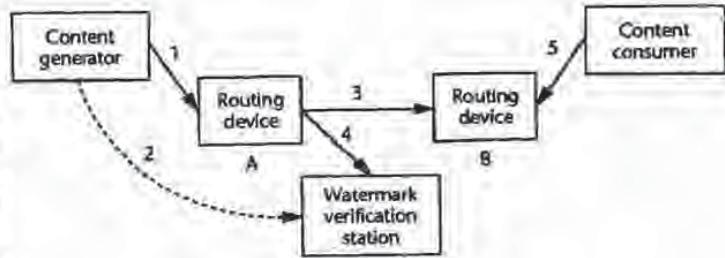 Content
generator
1
Routing
device
A
2
3
4
Routing
device
B
5
Content
consumer
Watermark
verification
station